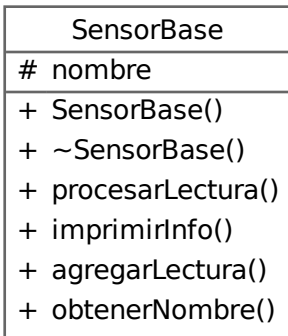 SensorBase
# nombre
+ SensorBase()
+ ~SensorBase()
+ procesarLectura()
+ imprimirInfo()
+ agregarLectura()
+ obtenerNombre()